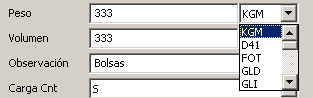 Peso 333 KGM
KGM
Volumen 333 D41
FOT
Observación Bolsas GLD
GLI
Carga Cnt S